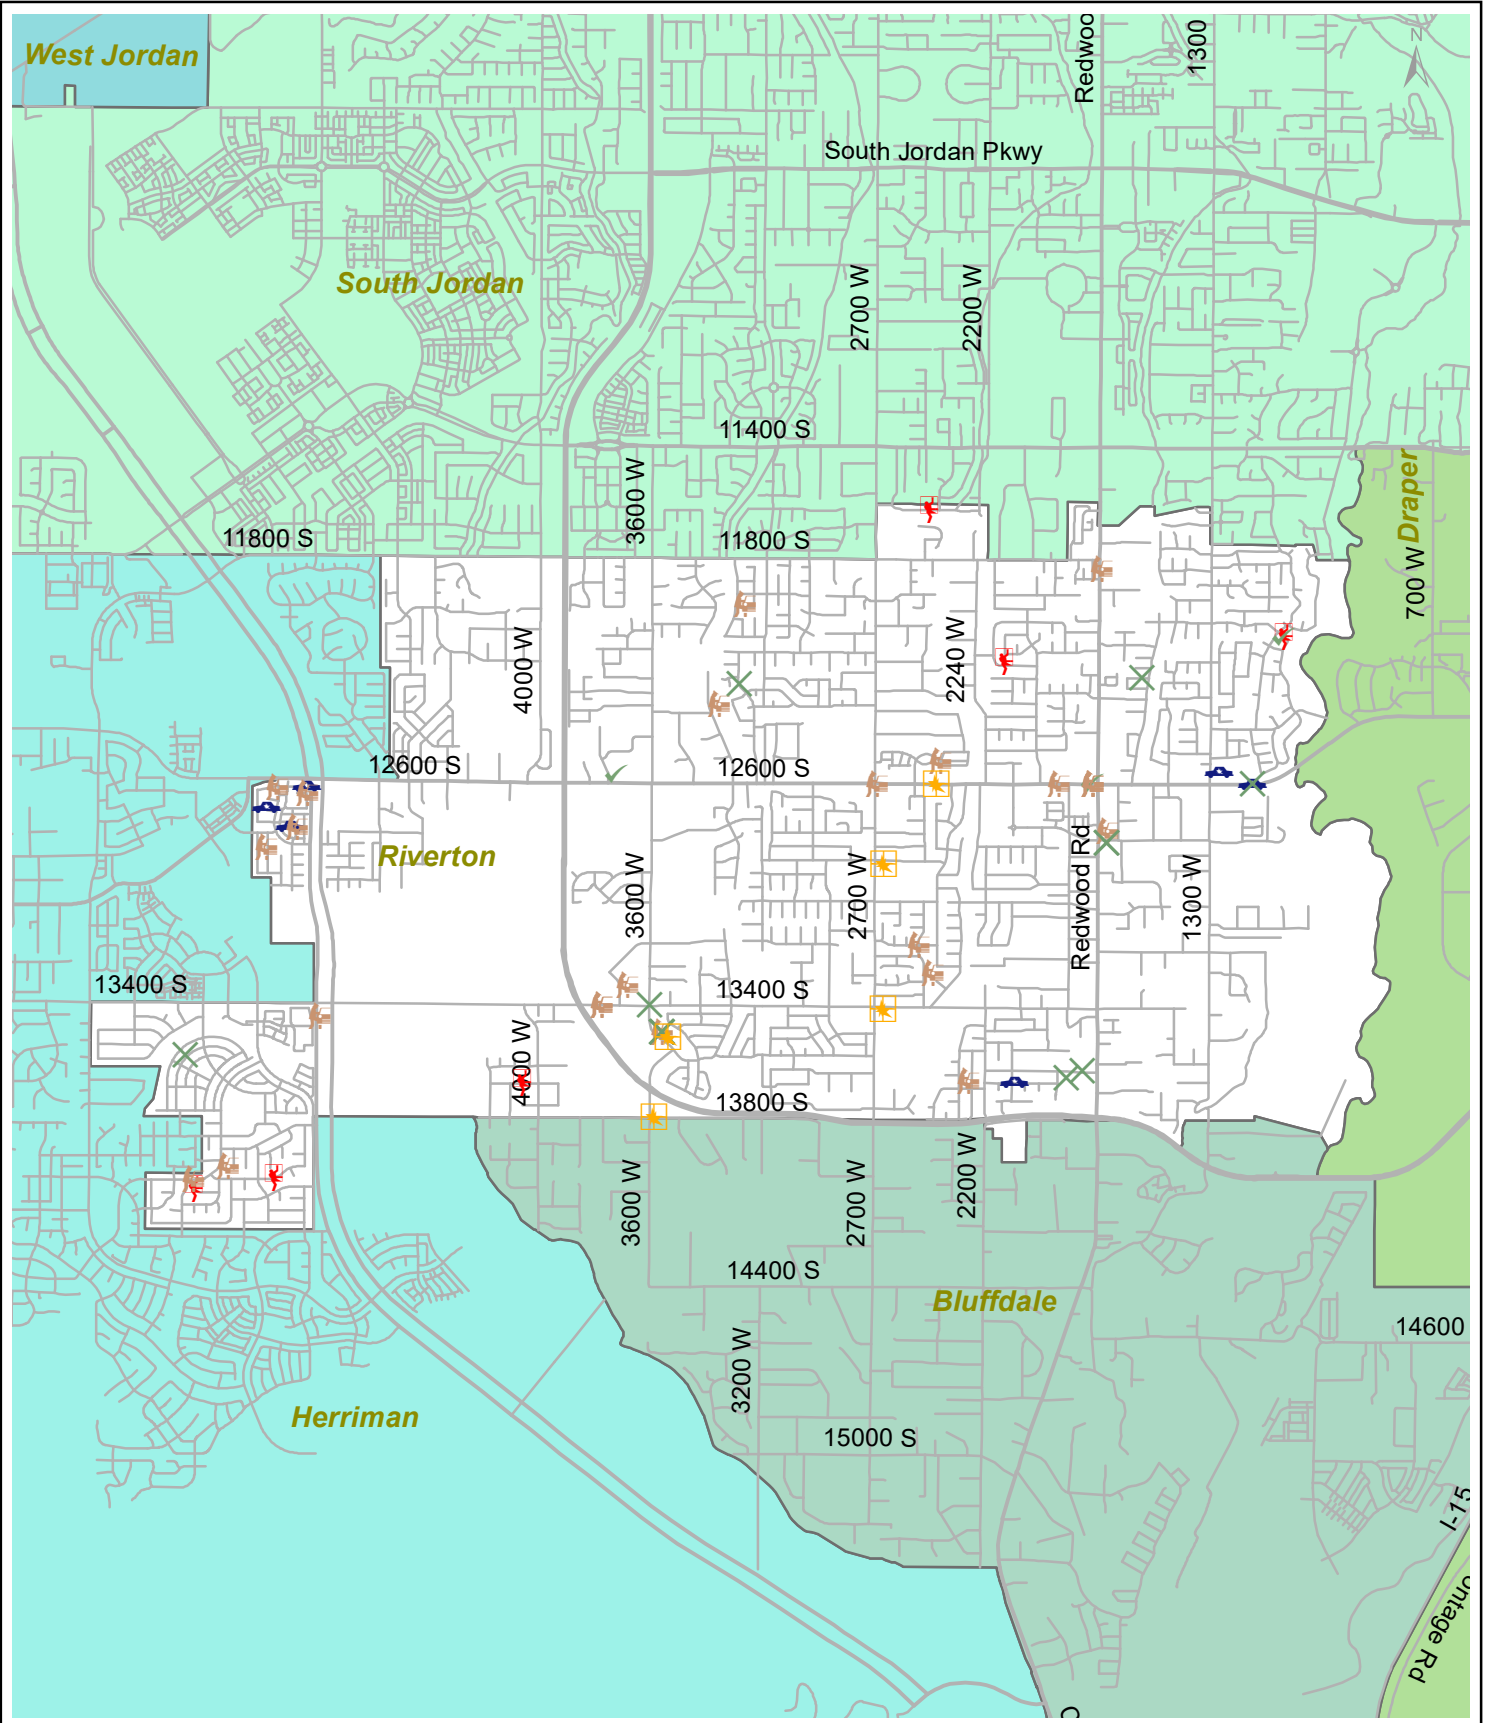 West Jordan
Redwoo
1300
N
South Jordan Pkwy
South Jordan
2700 W
2200 W
11400 S
3600 W
Draper
11800 S
11800 S
700 W
4000 W
2240 W
12600 S
12600 S
Riverton
3600 W
2700 W
Redwood Rd
1300 W
13400 S
13400 S
4000 W
13800 S
3600 W
2700 W
2200 W
14400 S
Bluffdale
14600
3200 W
Herriman
15000 S
I-15
ontage Rd